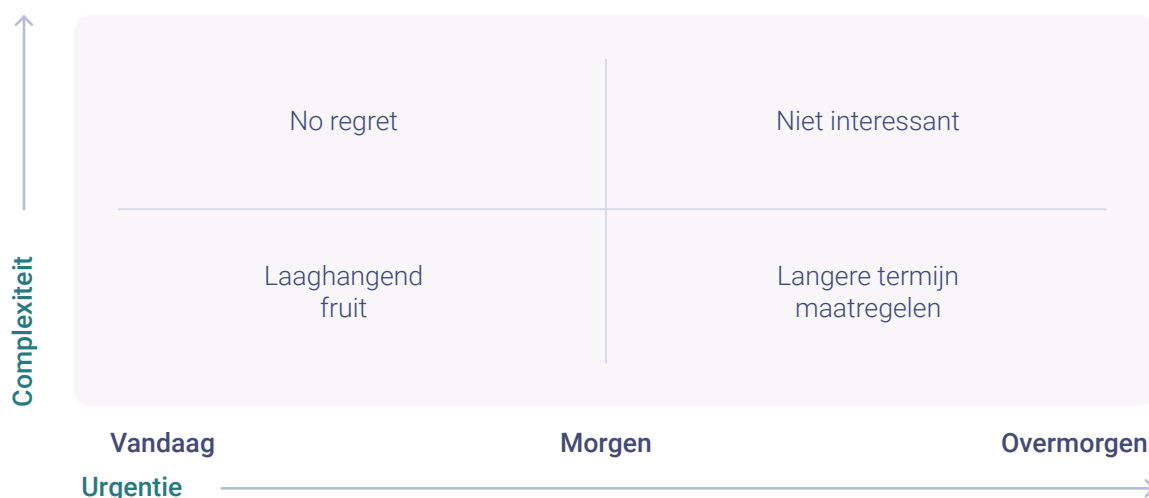 No regret
Niet interessant
Complexiteit
Laaghangend
fruit
Langere termijn
maatregelen
Vandaag
Morgen
Overmorgen
Urgentie